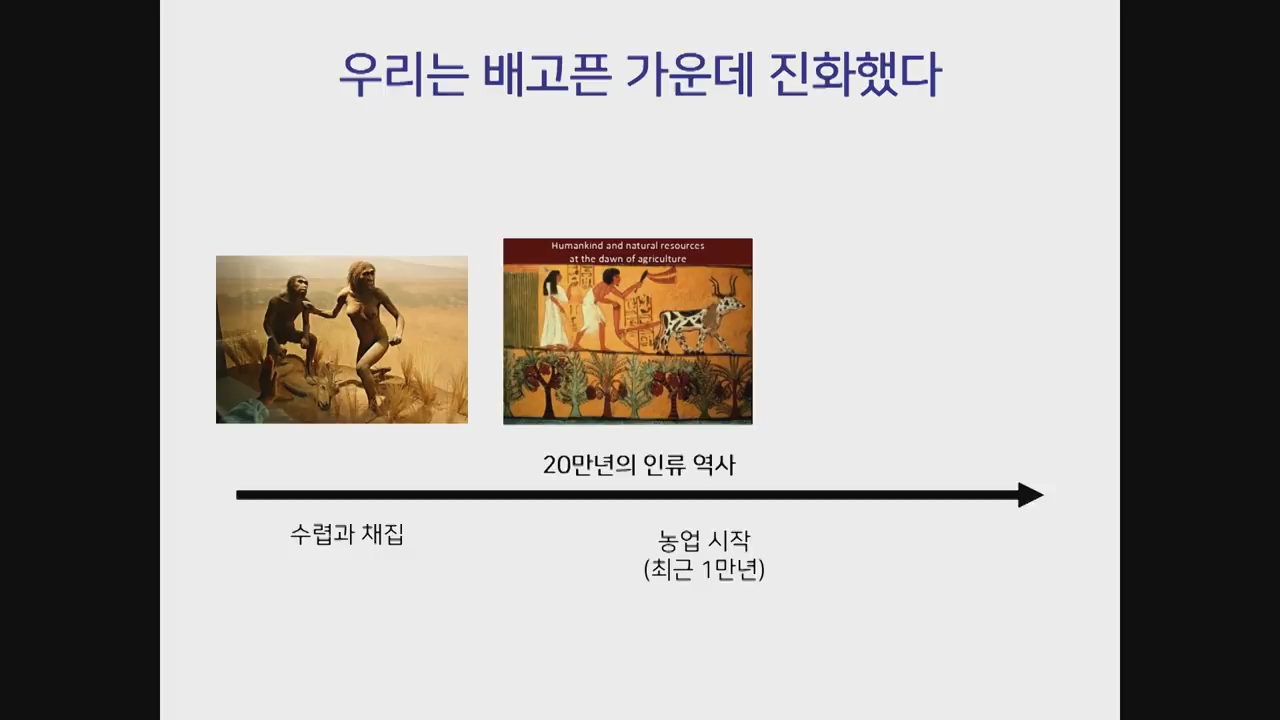 우리는 배고픈 가운데 진화했다
Humankind and natural resources
at the dawn of agriculture
20만년의 인류 역사
수렵과 채집
농업 시작
(최근 1만년)